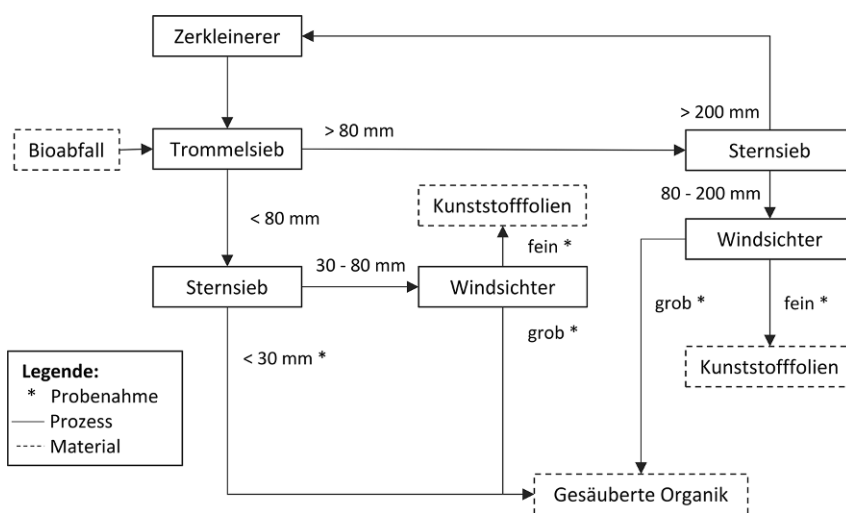 Zerkleinerer
> 80 mm
> 200 mm
Bioabfall
Trommelsieb
Sternsieb
< 80 mm
Kunststofffolien
80 - 200 mm
Windsichter
fein *
30 - 80 mm
Sternsieb
Windsichter
grob *
fein *
grob *
< 30 mm *
Kunststofffolien
Legende:
* Probenahme
Prozess
Material
Gesäuberte Organik